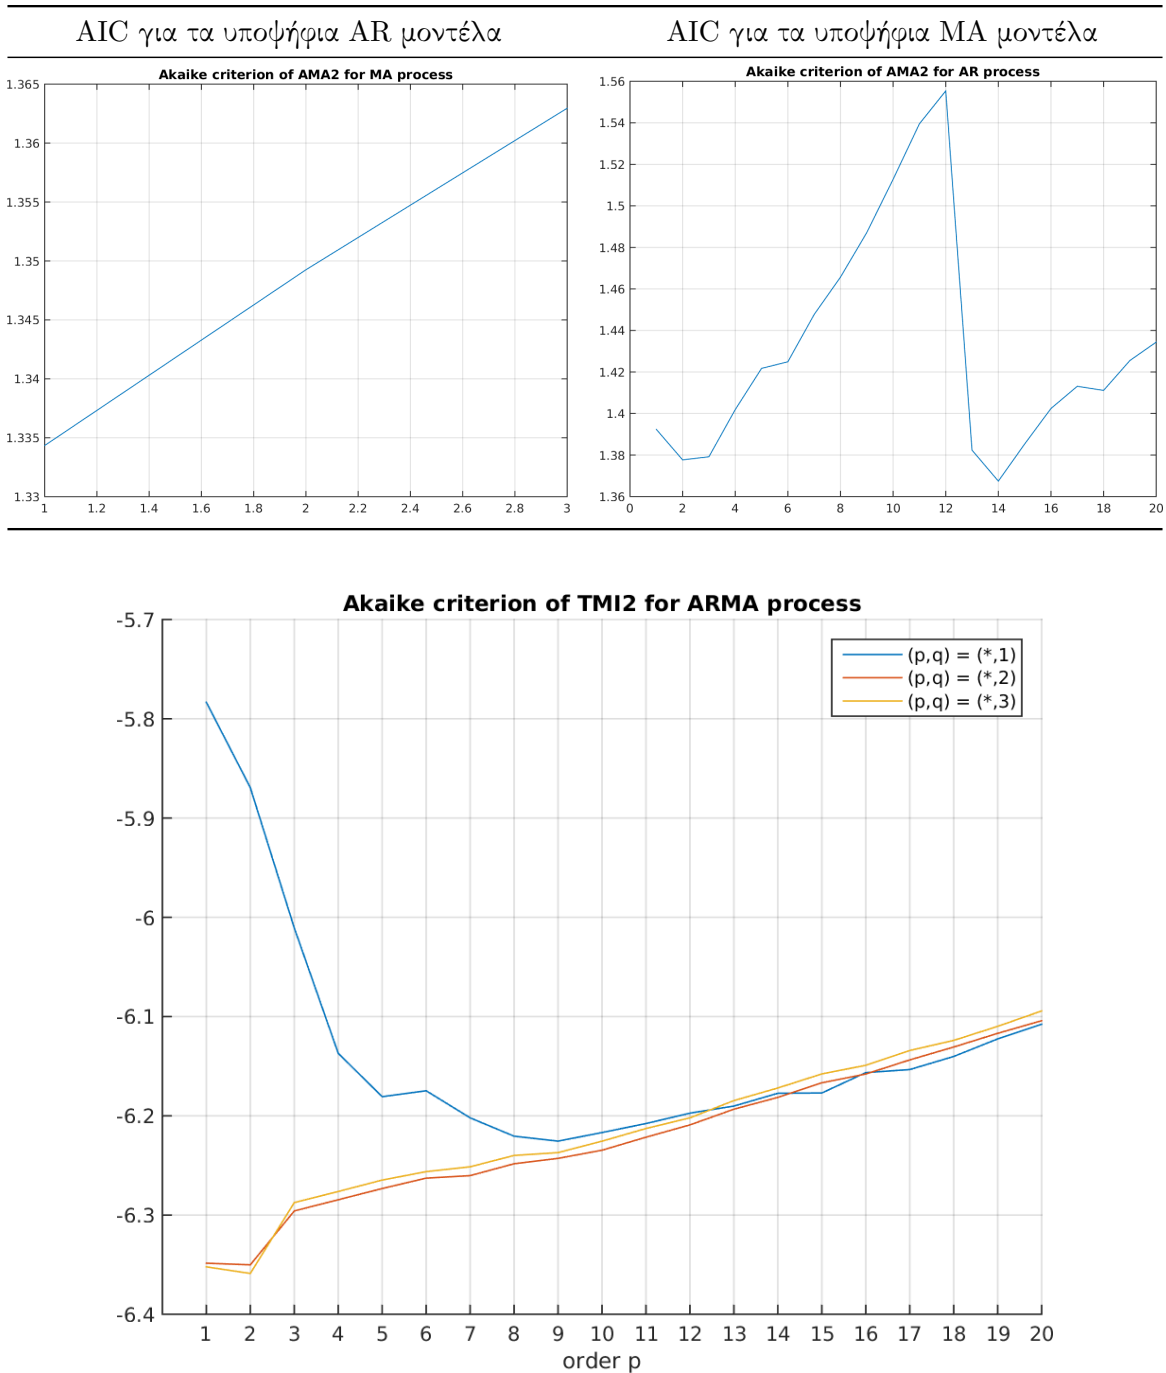 AIC για τα υποψήφια AR μοντέλα
AIC για τα υποψήφια MA μοντέλα
Akaike criterion of AMA2 for MA process
1.365
1.36
1.355
1.35
1.345
1.34
1.335
1.33
1 1.2 1.4 1.6 1.8 2 2.2 2.4 2.6 2.8 3
Akaike criterion of AMA2 for AR process
1.56
1.54
1.52
1.5
1.48
1.46
1.44
1.42
1.4
1.38
1.36
0 2 4 6 8 10 12 14 16 18 20
Akaike criterion of TMI2 for ARMA process
(p,q) = (*,1)
(p,q) = (*,2)
(p,q) = (*,3)
-5.7
-5.8
-5.9
-6
-6.1
-6.2
-6.3
-6.4
1 2 3 4 5 6 7 8 9 10 11 12 13 14 15 16 17 18 19 20
order p